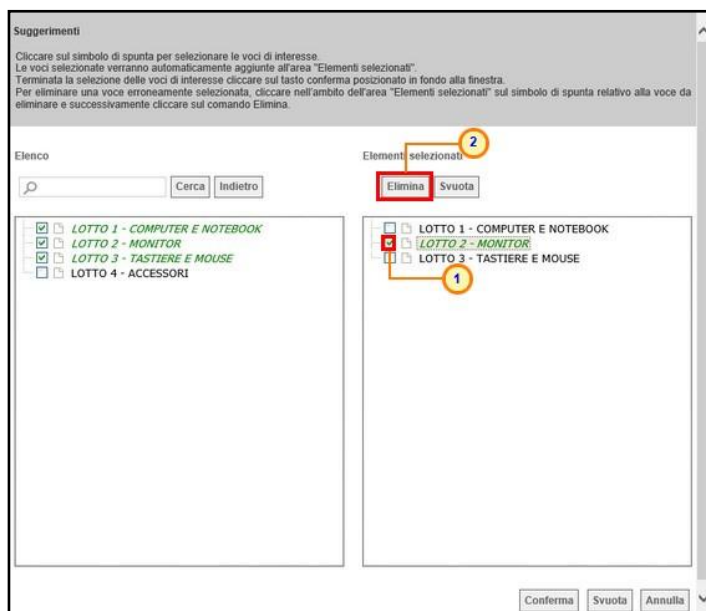 Suggerimenti
Cliccare sul simbolo di spunta per selezionare le voci di interesse.
Le voci selezionate verranno automaticamente aggiunte all'area "Elementi selezionati".
Terminata la selezione delle voci di interesse cliccare sul tasto conferma posizionato in fondo alla finestra.
Per eliminare una voce erroneamente selezionata, cliccare nell'ambito dell'area "Elementi selezionati" sul simbolo di spunta relativo alla voce da
eliminare e successivamente cliccare sul comando Elimina.
Elenco
Cerca Indietro
LOTTO 1 - COMPUTER E NOTEBOOK
LOTTO 2 - MONITOR
LOTTO 3 - TASTIERE E MOUSE
LOTTO 4 - ACCESSORI
Elementi selezionati
2
Elimina Svuota
LOTTO 1 - COMPUTER E NOTEBOOK
LOTTO 2 - MONITOR
LOTTO 3 - TASTIERE E MOUSE
1
Conferma Svuota Annulla